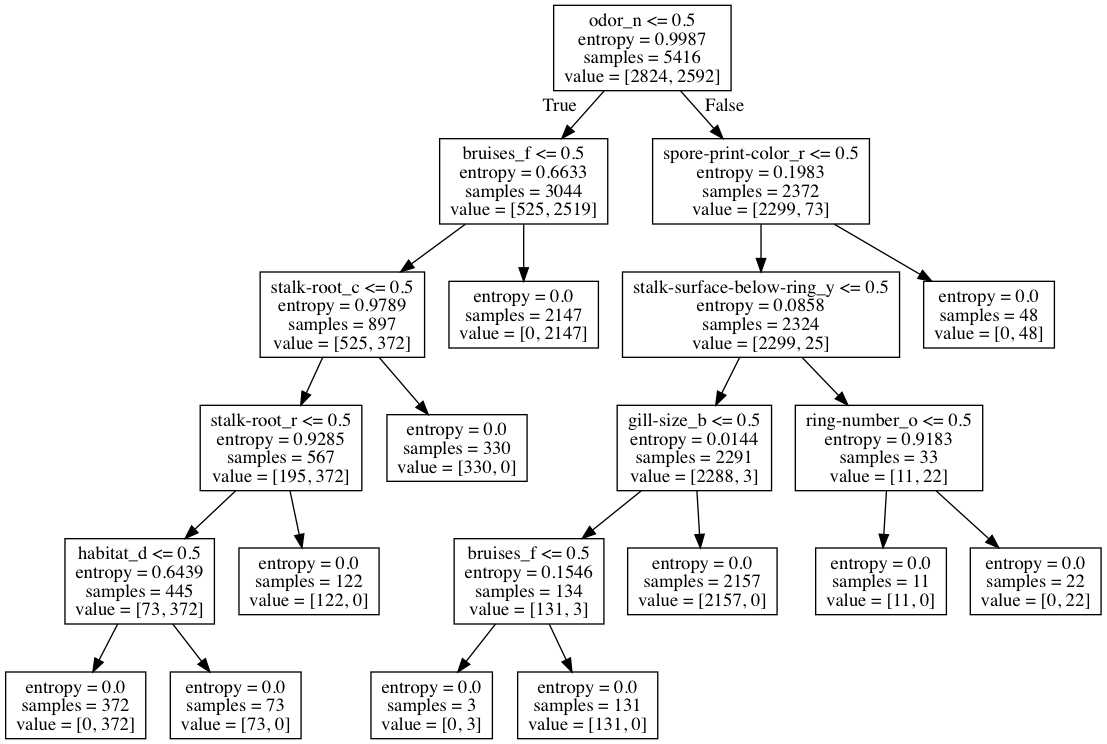 odor_n <= 0.5
entropy = 0.9987
samples = 5416
value = [2824, 2592]
True
False
bruises_f <= 0.5
entropy = 0.6633
samples = 3044
value = [525, 2519]
spore-print-color_r <= 0.5
entropy = 0.1983
samples = 2372
value = [2299, 73]
stalk-root_c <= 0.5
entropy = 0.9789
samples = 897
value = [525, 372]
entropy = 0.0
samples = 2147
value = [0, 2147]
stalk-surface-below-ring_y <= 0.5
entropy = 0.0858
samples = 2324
value = [2299, 25]
entropy = 0.0
samples = 48
value = [0, 48]
stalk-root_r <= 0.5
entropy = 0.9285
samples = 567
value = [195, 372]
entropy = 0.0
samples = 330
value = [330, 0]
gill-size_b <= 0.5
entropy = 0.0144
samples = 2291
value = [2288, 3]
ring-number_o <= 0.5
entropy = 0.9183
samples = 33
value = [11, 22]
habitat_d <= 0.5
entropy = 0.6439
samples = 445
value = [73, 372]
entropy = 0.0
samples = 122
value = [122, 0]
bruises_f <= 0.5
entropy = 0.1546
samples = 134
value = [131, 3]
entropy = 0.0
samples = 2157
value = [2157, 0]
entropy = 0.0
samples = 11
value = [11, 0]
entropy = 0.0
samples = 22
value = [0, 22]
entropy = 0.0
samples = 372
value = [0, 372]
entropy = 0.0
samples = 73
value = [73, 0]
entropy = 0.0
samples = 3
value = [0, 3]
entropy = 0.0
samples = 131
value = [131, 0]